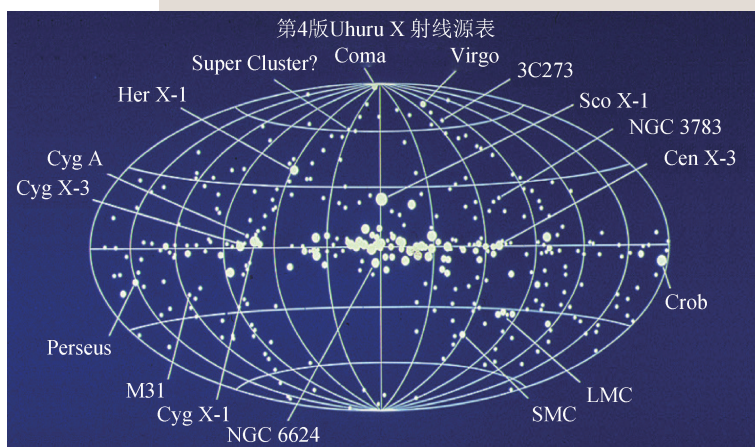 第4版Uhuru X 射线源表
Super Cluster?
Coma
Virgo
3C273
Her X-1
Sco X-1
NGC 3783
Cyg A
Cen X-3
Cyg X-3
Crob
Perseus
M31
Cyg X-1
NGC 6624
SMC
LMC